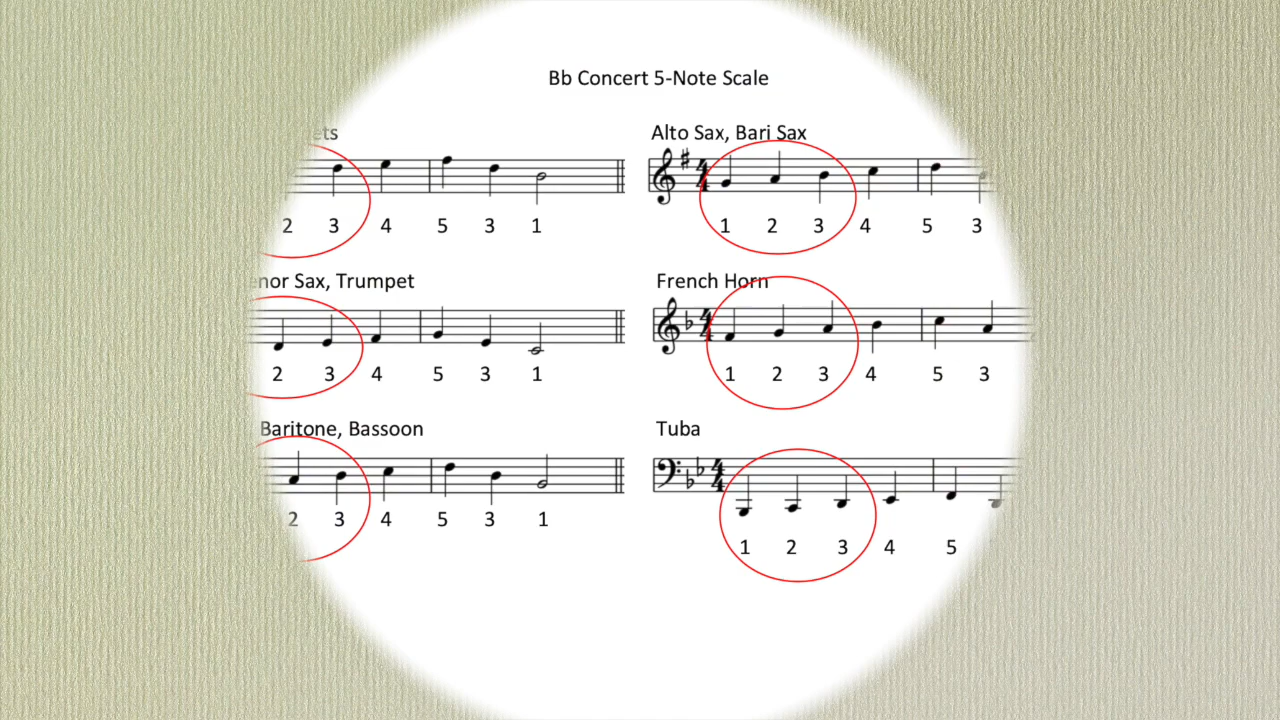 Bb Concert 5-Note Scale
Alto Sax, Bari Sax
2 3 4 5 3 1
1 2 3 4 5 3
Sax, Trumpet
French Horn
2 3 4 5 3 1
1 2 3 4 5 3
Baritone, Bassoon
Tuba
2 3 4 5 3 1
1 2 3 4 5